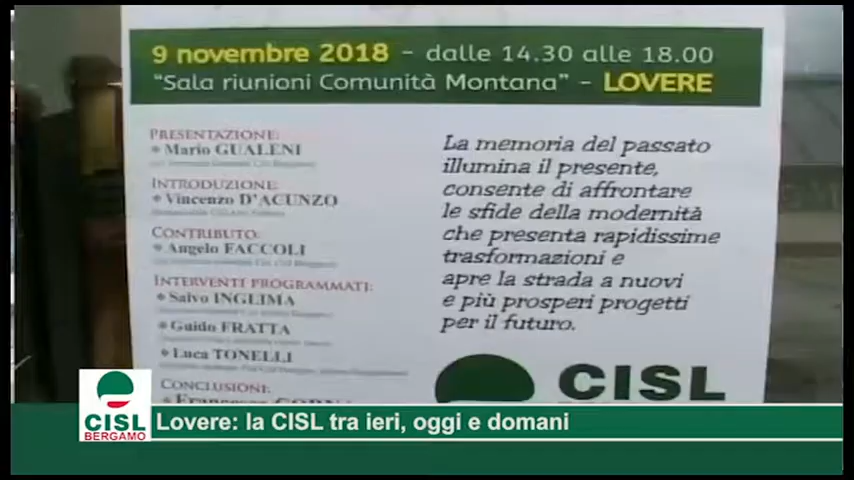 9 novembre 2018 - dalle 14.30 alle 18.00
"Sala riunioni Comunità Montana" - LOVERE
PRESENTAZIONE:
Mario GUALENI
INTRODUZIONE:
Vincenzo D'ACUNZO
CONTRIBUTO:
Angelo FACCOLI
INTERVENTI PROGRAMMATI:
Salvo INGLIMA
Guido FRATTA
Luca TONELLI
CONCLUSIONI:
La memoria del passato
illumina il presente,
consente di affrontare
le sfide della modernità
che presenta rapidissime
trasformazioni e
apre la strada a nuovi
e più prosperi progetti
per il futuro.
CISL
CISL
BERGAMO
Lovere: la CISL tra ieri, oggi e domani